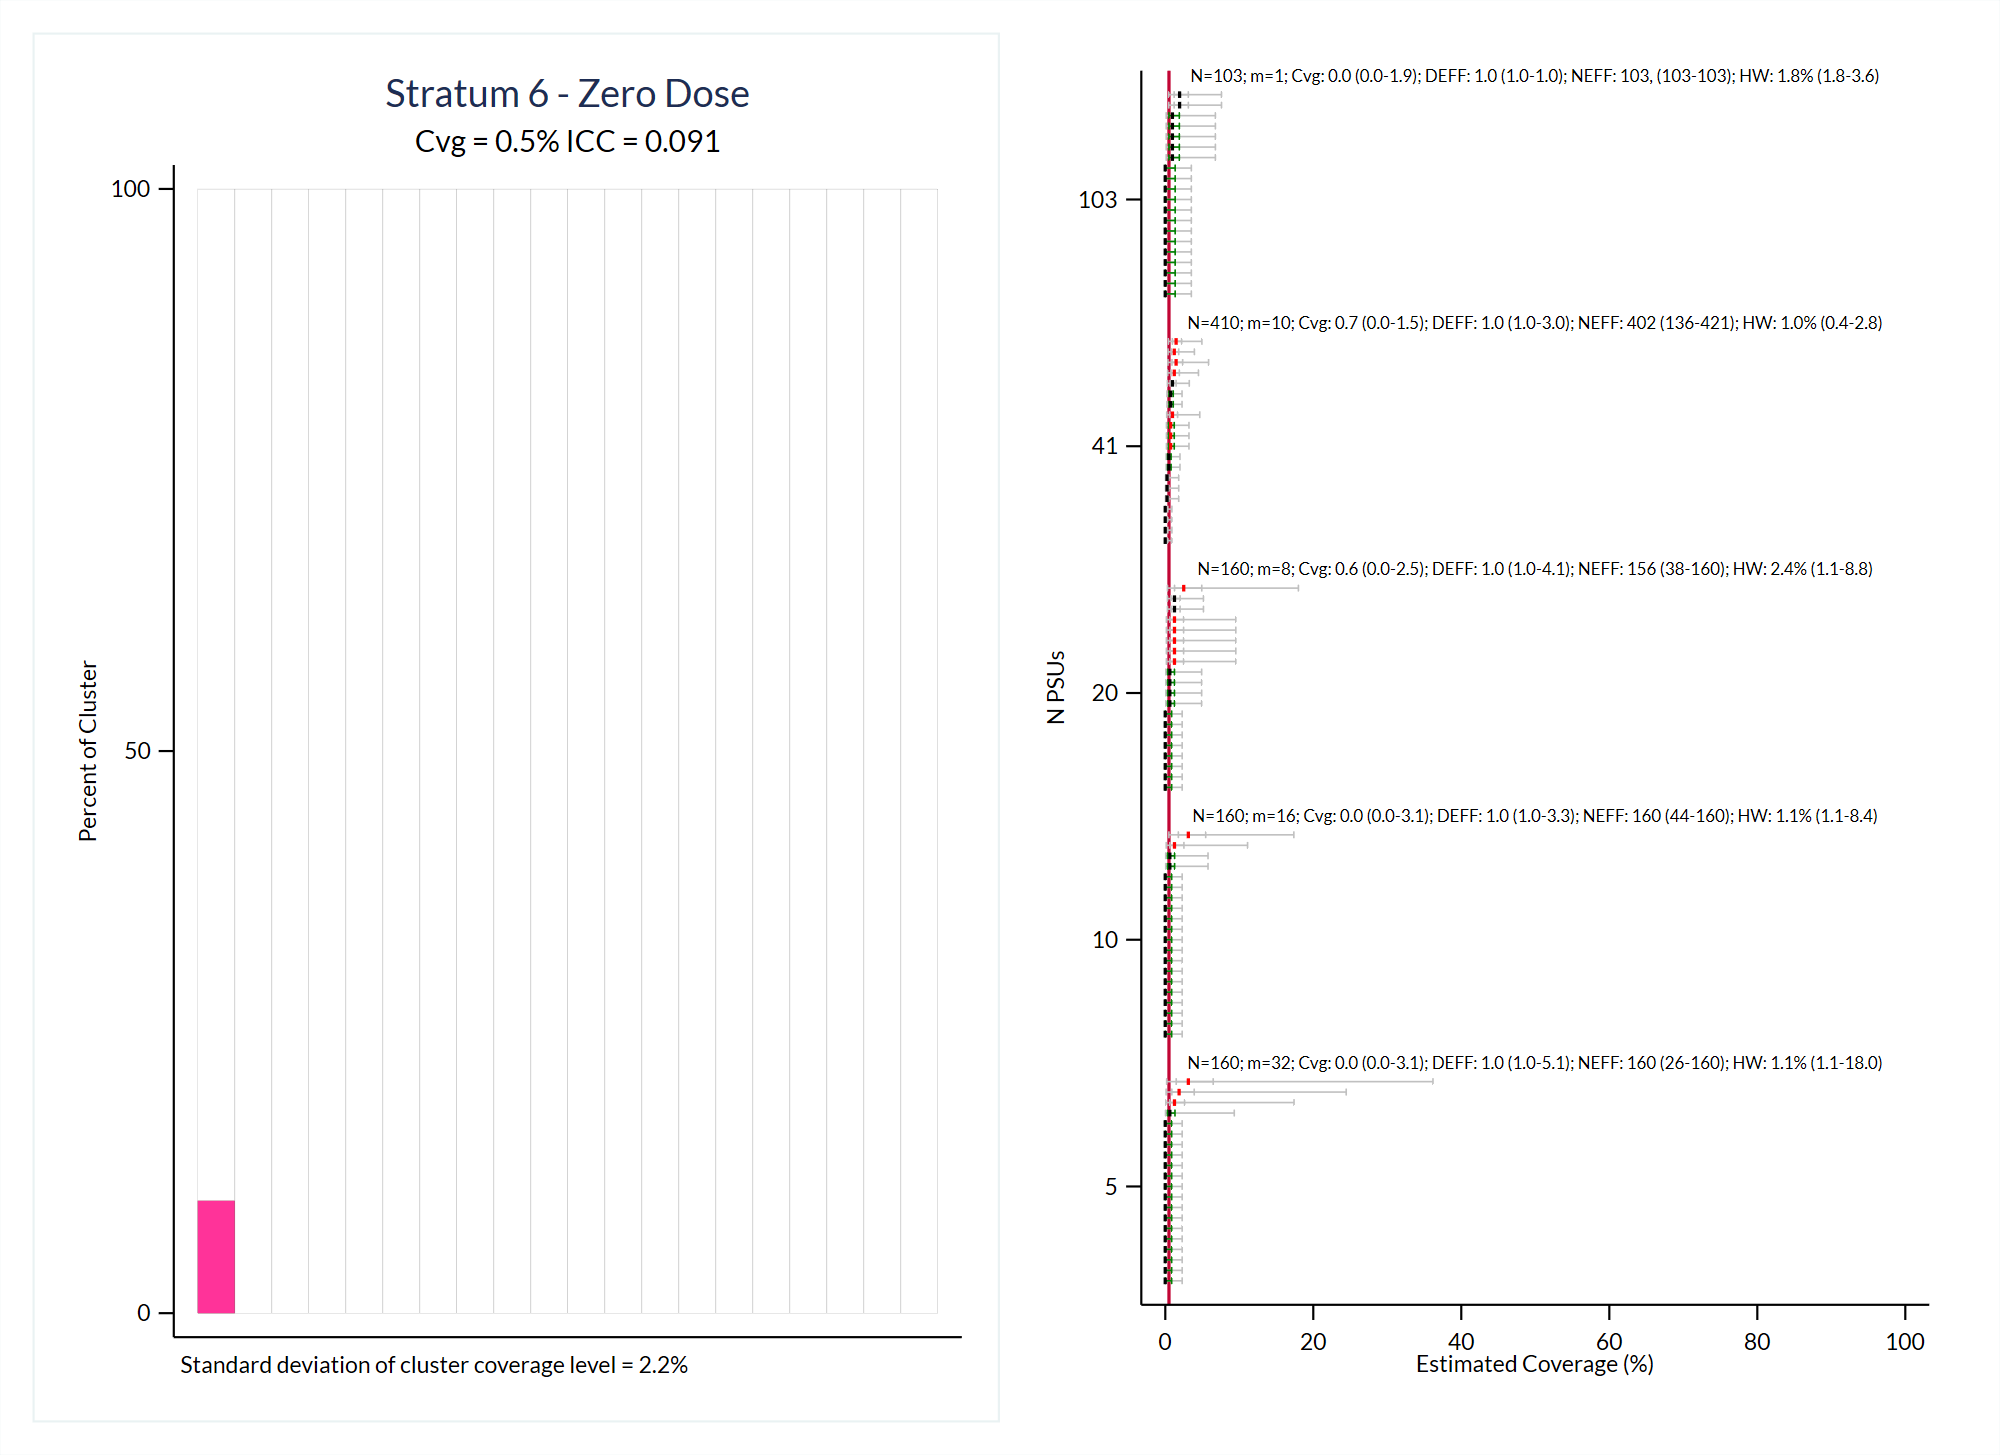 Stratum 6 - Zero Dose
Cvg = 0.5% ICC = 0.091
100
50
0
Percent of Cluster
Standard deviation of cluster coverage level = 2.2%
N=103; m=1; Cvg: 0.0 (0.0-1.9); DEFF: 1.0 (1.0-1.0); NEFF: 103, (103-103); HW: 1.8% (1.8-3.6)
103
N=410; m=10; Cvg: 0.7 (0.0-1.5); DEFF: 1.0 (1.0-3.0); NEFF: 402 (136-421); HW: 1.0% (0.4-2.8)
41
N=160; m=8; Cvg: 0.6 (0.0-2.5); DEFF: 1.0 (1.0-4.1); NEFF: 156 (38-160); HW: 2.4% (1.1-8.8)
20
N PSUs
N=160; m=16; Cvg: 0.0 (0.0-3.1); DEFF: 1.0 (1.0-3.3); NEFF: 160 (44-160); HW: 1.1% (1.1-8.4)
10
N=160; m=32; Cvg: 0.0 (0.0-3.1); DEFF: 1.0 (1.0-5.1); NEFF: 160 (26-160); HW: 1.1% (1.1-18.0)
5
0 20 40 60 80 100
Estimated Coverage (%)